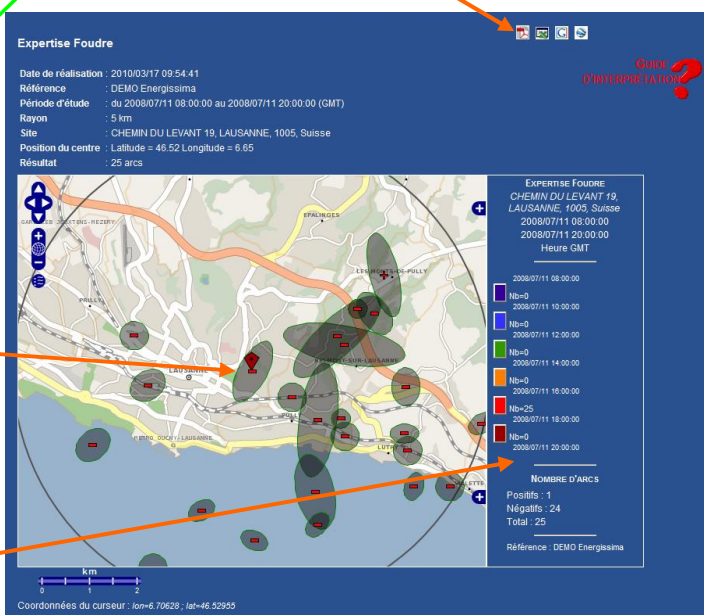 Expertise Foudre
GUIDE
D'INTERPRÉTATION
Date de réalisation : 2010/03/17 09:54:41
Référence : DEMO Energissima
Période d'étude : du 2008/07/11 08:00:00 au 2008/07/11 20:00:00 (GMT)
Rayon : 5 km
Site : CHEMIN DU LEVANT 19, LAUSANNE, 1005, Suisse
Position du centre : Latitude = 46.52 Longitude = 6.65
Résultat : 25 arcs
EPALINGES
PRILLY
LAUSANNE
LUTRY
EXPERTISE FOUDRE
CHEMIN DU LEVANT 19,
LAUSANNE, 1005, Suisse
2008/07/11 08:00:00
2008/07/11 20:00:00
Heure GMT
2008/07/11 08:00:00
Nb=0
2008/07/11 10:00:00
Nb=0
2008/07/11 12:00:00
Nb=0
2008/07/11 14:00:00
Nb=0
2008/07/11 16:00:00
Nb=25
2008/07/11 18:00:00
Nb=0
2008/07/11 20:00:00
NOMBRE D'ARCS
Positifs : 1
Négatifs : 24
Total : 25
Référence : DEMO Energissima
km
0 1 2
Coordonnées du curseur : lon=6.70628 ; lat=46.52955